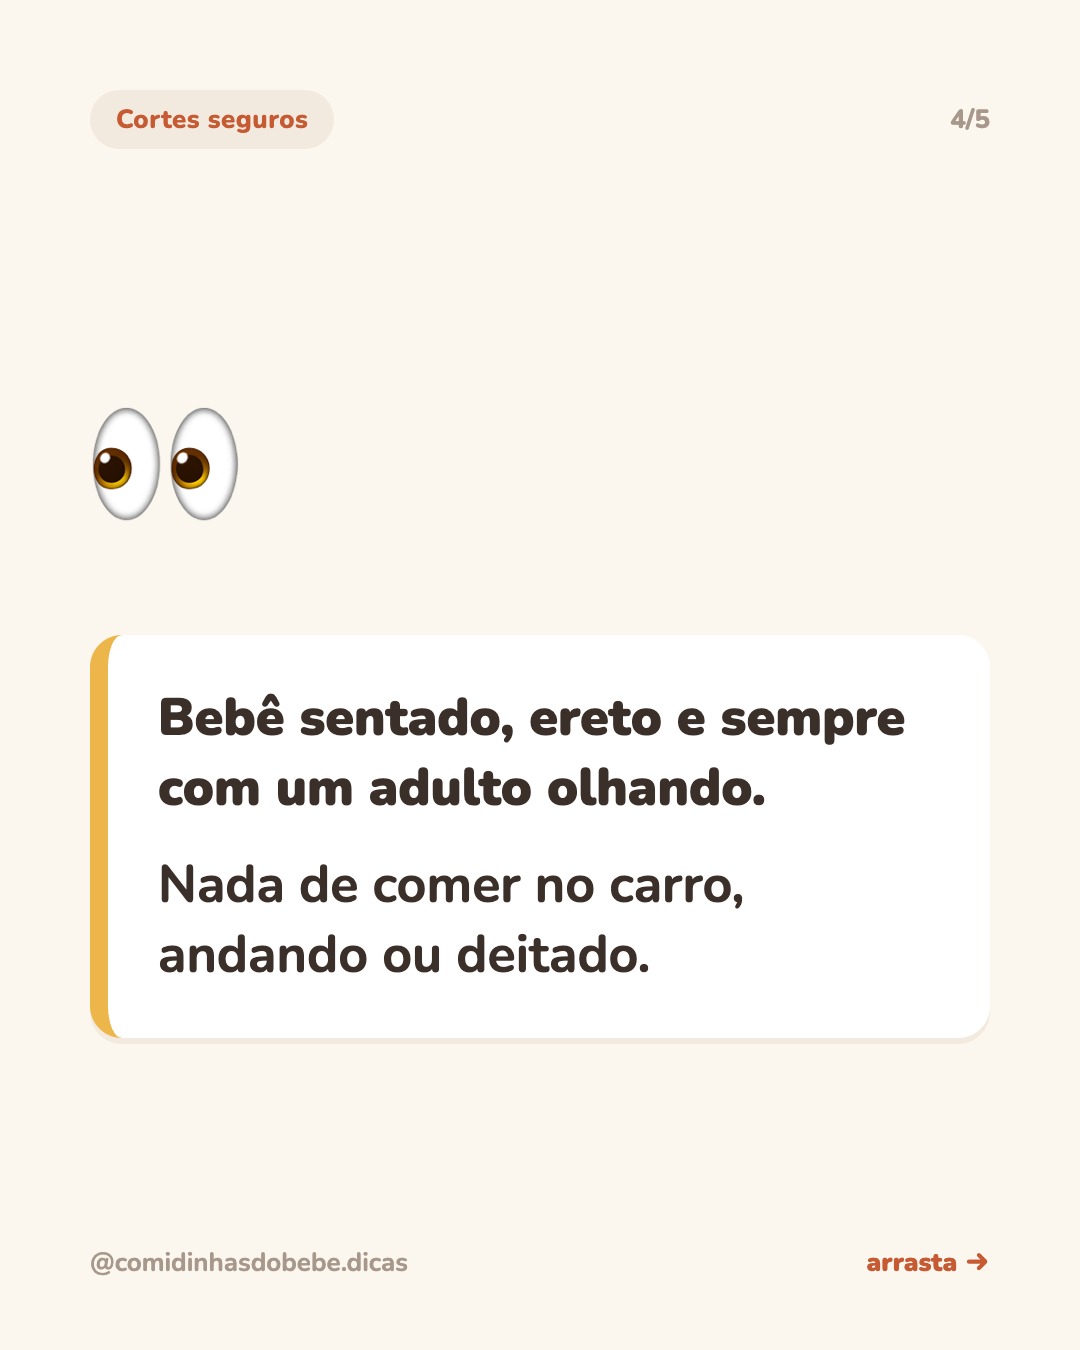 Cortes seguros
4/5
Bebê sentado, ereto e sempre
com um adulto olhando.
Nada de comer no carro,
andando ou deitado.
@comidinhasdobebe.dicas
arrasta →